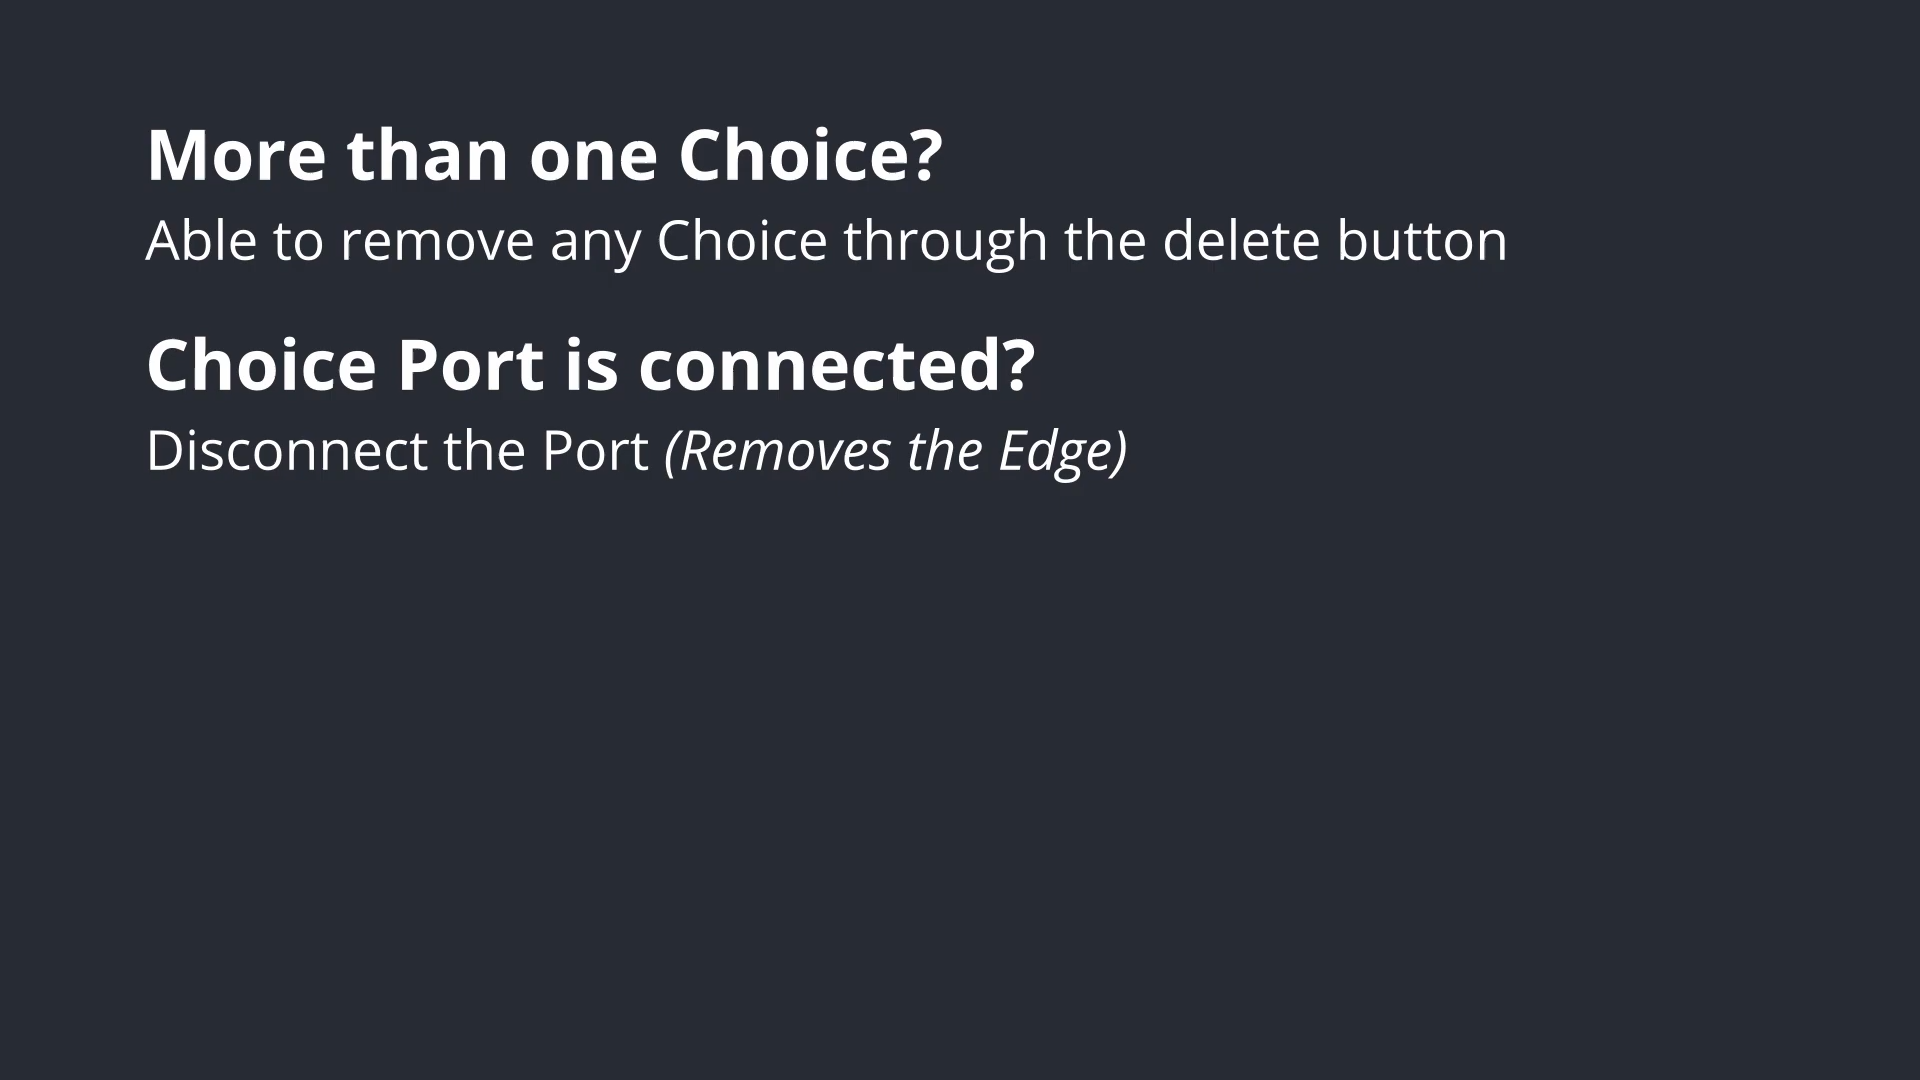 More than one Choice?
Able to remove any Choice through the delete button
Choice Port is connected?
Disconnect the Port (Removes the Edge)